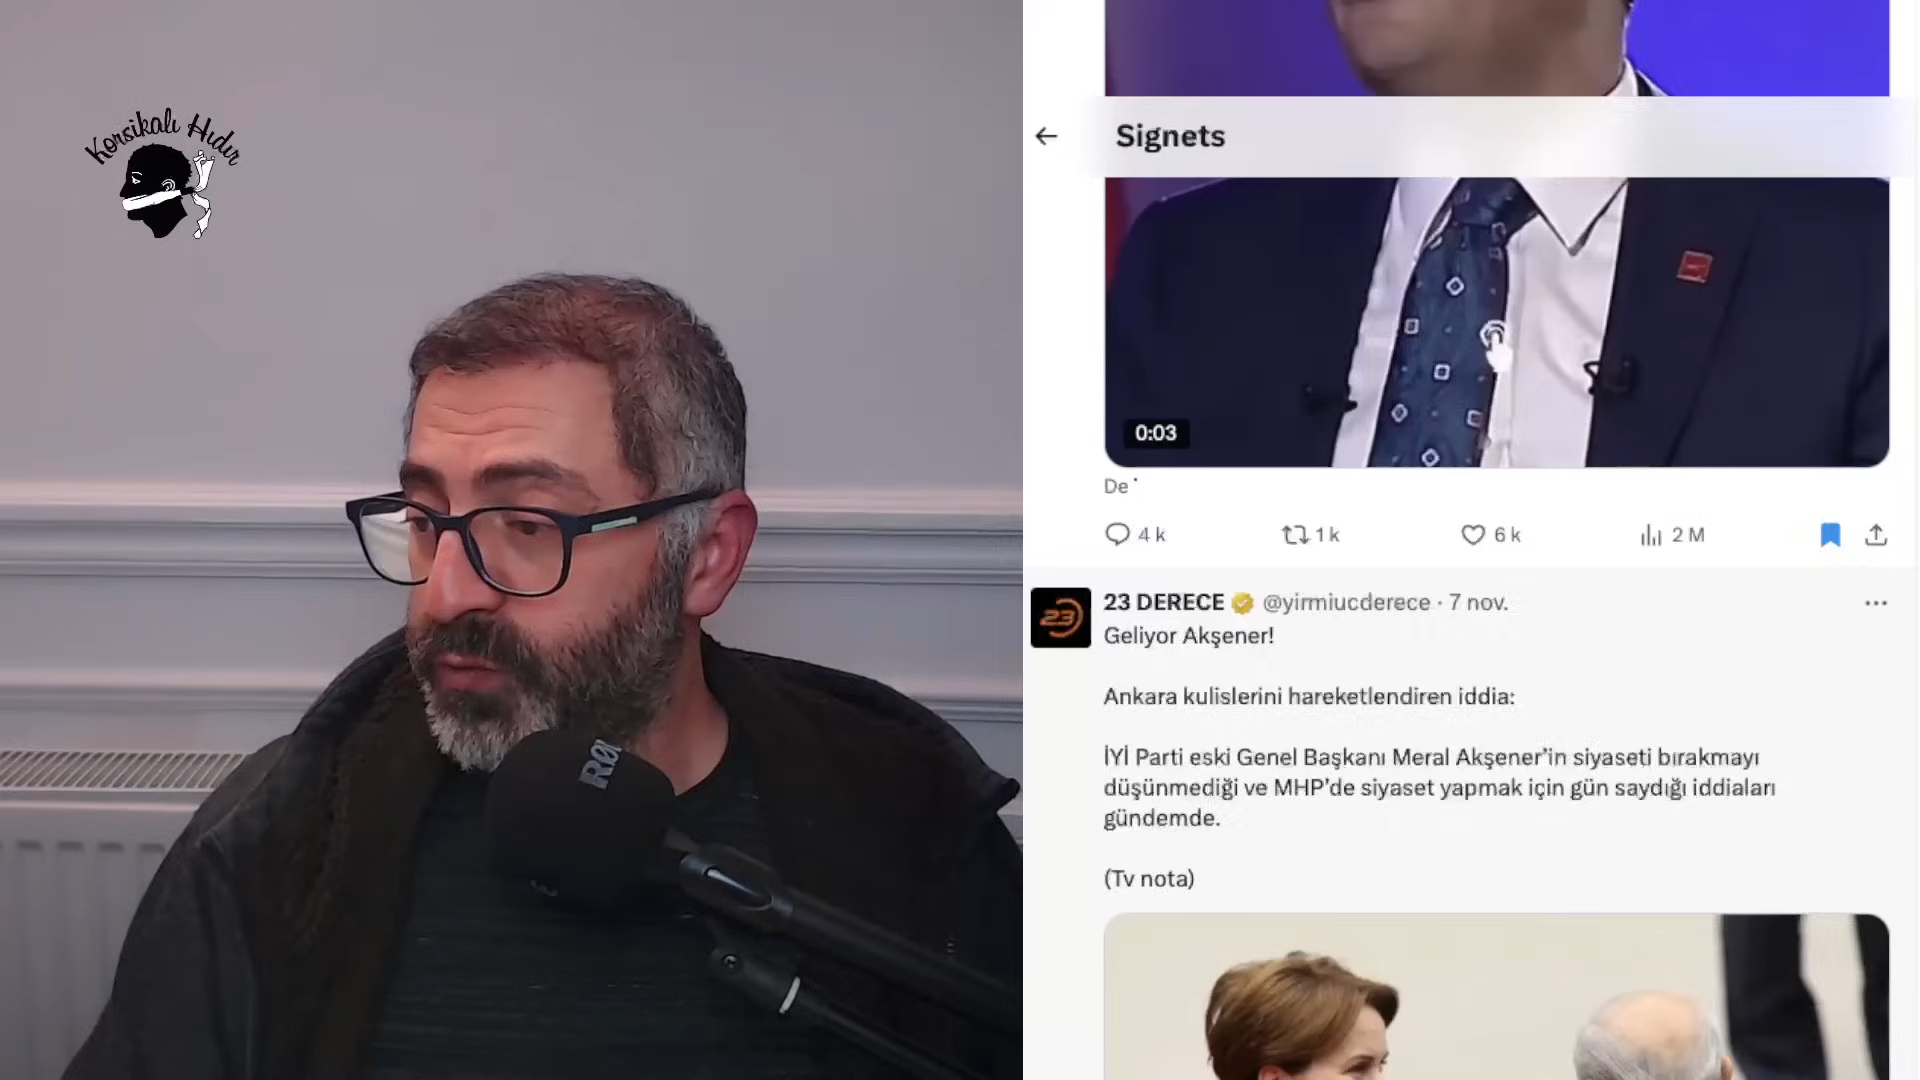 Korsikalı Hıdır
RØD
Signets
0:03
De
4 k
1 k
6 k
2 M
23
23 DERECE @yirmiucderece · 7 nov.
Geliyor Akşener!
Ankara kulislerini hareketlendiren iddia:
İYİ Parti eski Genel Başkanı Meral Akşener'in siyaseti bırakmayı
düşünmediği ve MHP'de siyaset yapmak için gün saydığı iddiaları
gündemde.
(Tv nota)